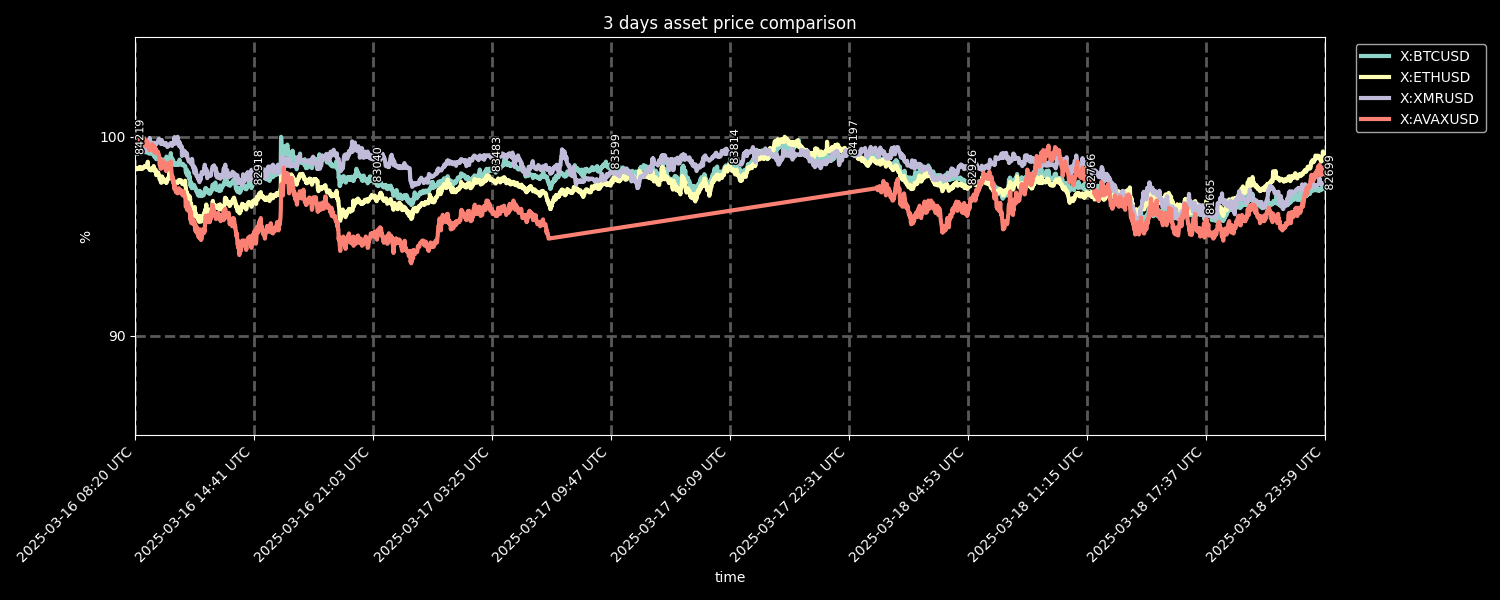 3 days asset price comparison
X:BTCUSD
X:ETHUSD
X:XMRUSD
X:AVAXUSD
100
90
%
84219
82918
83040
83483
83599
83814
84197
82926
82766
81665
82699
2025-03-16 08:20 UTC
2025-03-16 14:41 UTC
2025-03-16 21:03 UTC
2025-03-17 03:25 UTC
2025-03-17 09:47 UTC
2025-03-17 16:09 UTC
2025-03-17 22:31 UTC
2025-03-18 04:53 UTC
2025-03-18 11:15 UTC
2025-03-18 17:37 UTC
2025-03-18 23:59 UTC
time